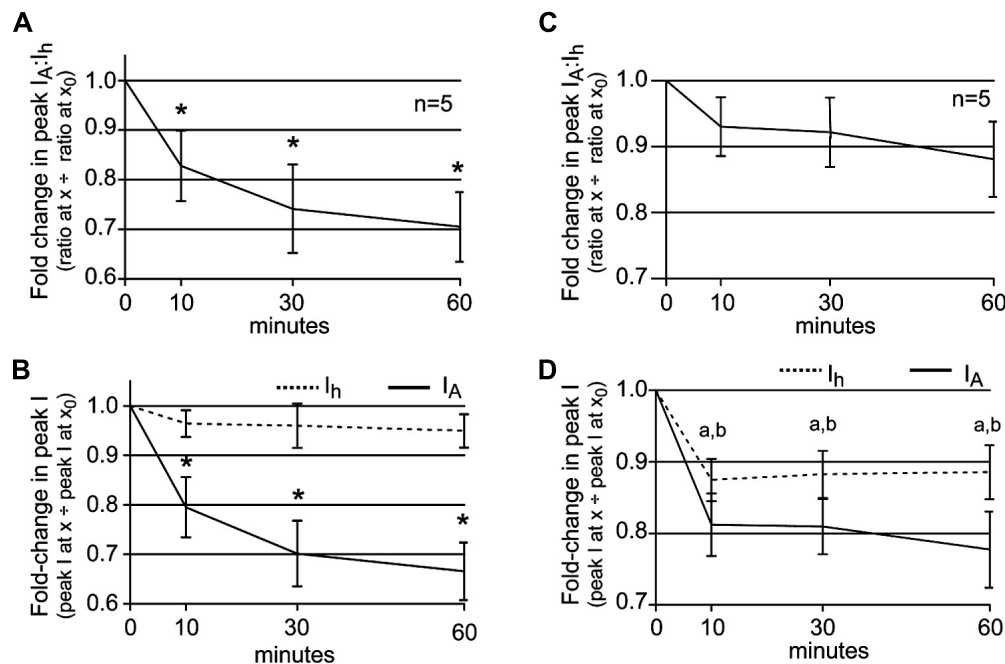 A
Fold change in peak IA:Ih
(ratio at x ÷ ratio at x0)
1.0
0.9
0.8
0.7
0.6
n=5
*
*
*
0 10 30 60
minutes
B
Fold-change in peak I
(peak I at x ÷ peak I at x0)
Ih IA
1.0
0.9
0.8
0.7
0.6
*
*
*
0 10 30 60
minutes
C
Fold change in peak IA:Ih
(ratio at x ÷ ratio at x0)
1.0
0.9
0.8
0.7
n=5
0 10 30 60
minutes
D
Fold-change in peak I
(peak I at x ÷ peak I at x0)
Ih IA
1.0
0.9
0.8
0.7
a,b a,b a,b
0 10 30 60
minutes